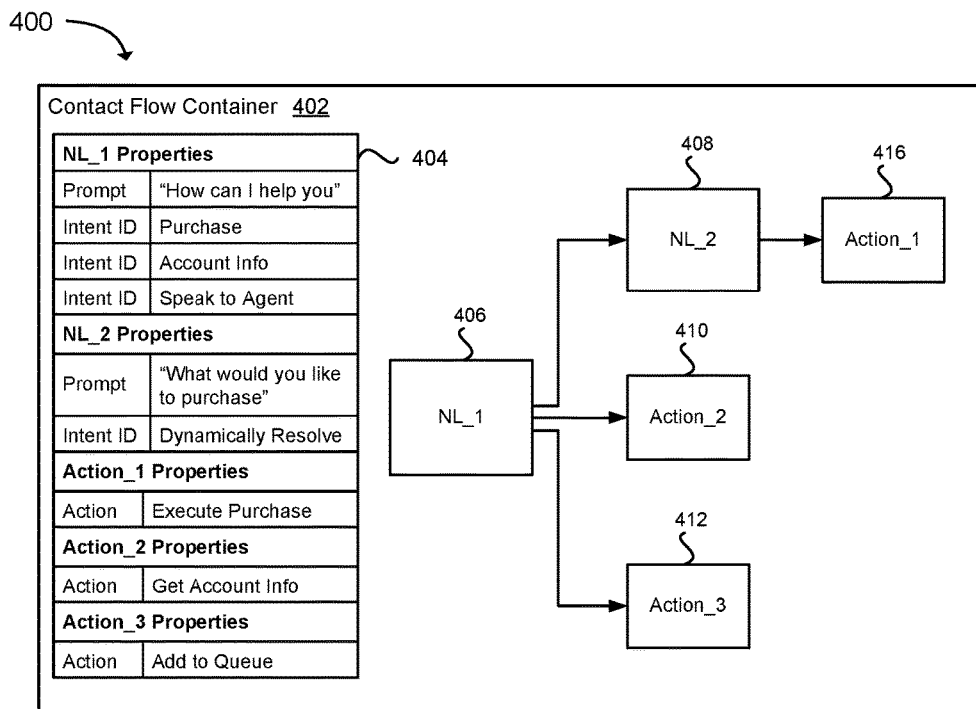 400
Contact Flow Container 402
NL_1 Properties
404
Prompt "How can I help you"
Intent ID Purchase
Intent ID Account Info
Intent ID Speak to Agent
NL_2 Properties
Prompt "What would you like
to purchase"
Intent ID Dynamically Resolve
Action_1 Properties
Action Execute Purchase
Action_2 Properties
Action Get Account Info
Action_3 Properties
Action Add to Queue
406
NL_1
408
NL_2
416
Action_1
410
Action_2
412
Action_3